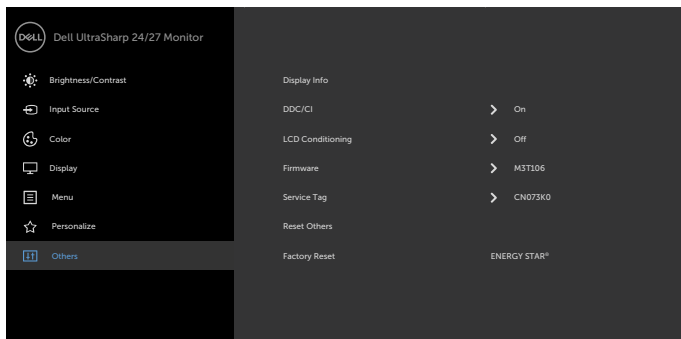 DELL Dell UltraSharp 24/27 Monitor
Brightness/Contrast
Input Source
Color
Display
Menu
Personalize
Others
Display Info
DDC/CI On
LCD Conditioning Off
Firmware M3T106
Service Tag CN073K0
Reset Others
Factory Reset ENERGY STAR®